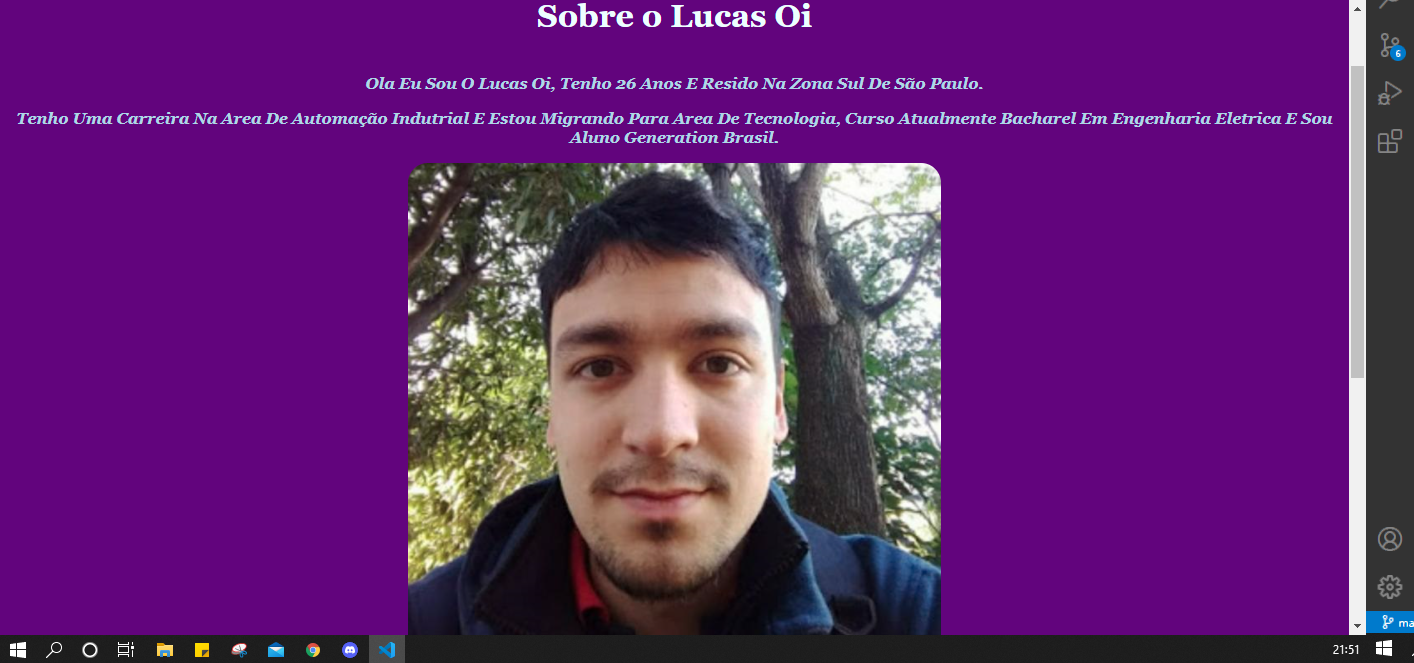 Sobre o Lucas Oi
Ola Eu Sou O Lucas Oi, Tenho 26 Anos E Resido Na Zona Sul De São Paulo.
Tenho Uma Carreira Na Area De Automação Indutrial E Estou Migrando Para Area De Tecnologia, Curso Atualmente Bacharel Em Engenharia Eletrica E Sou
Aluno Generation Brasil.
6
ma
21:51